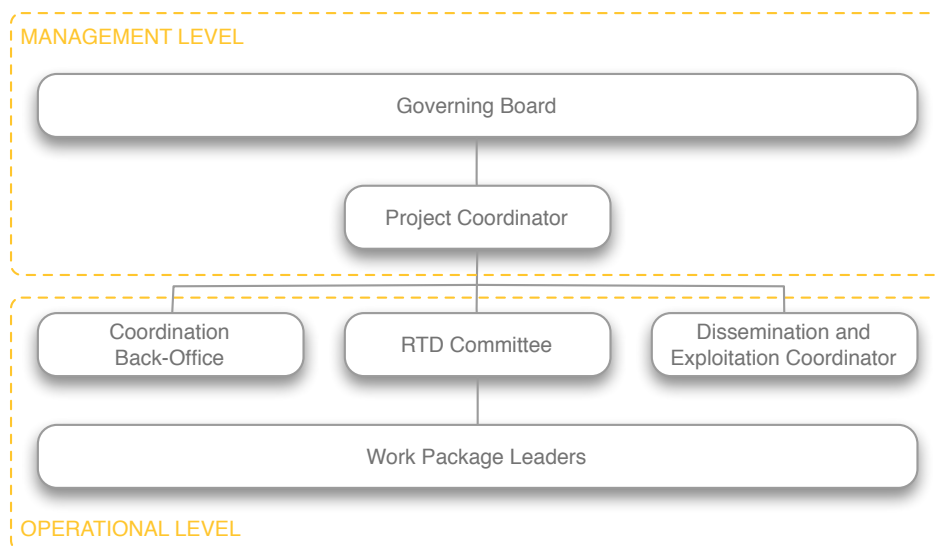 MANAGEMENT LEVEL
Governing Board
Project Coordinator
Coordination
Back-Office
RTD Committee
Dissemination and
Exploitation Coordinator
Work Package Leaders
OPERATIONAL LEVEL